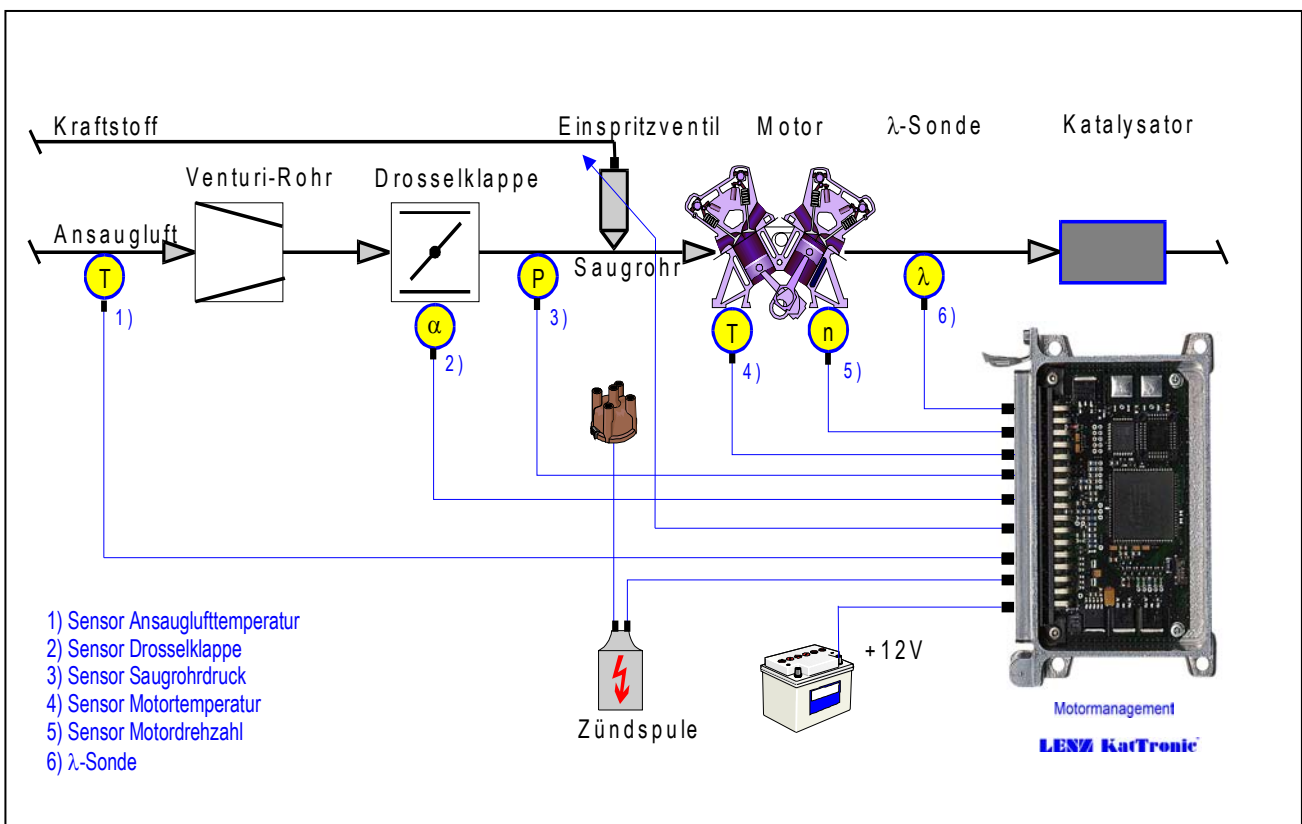 Kraftstoff
Einspritzventil
Motor
λ-Sonde
Katalysator
Venturi-Rohr
Drosselklappe
Ansaugluft
Saugrohr
T
1)
α
2)
P
3)
T
4)
n
5)
λ
6)
1) Sensor Ansauglufttemperatur
2) Sensor Drosselklappe
3) Sensor Saugrohrdruck
4) Sensor Motortemperatur
5) Sensor Motordrehzahl
6) λ-Sonde
Zündspule
+12V
Motormanagement
LENZ KatTronic